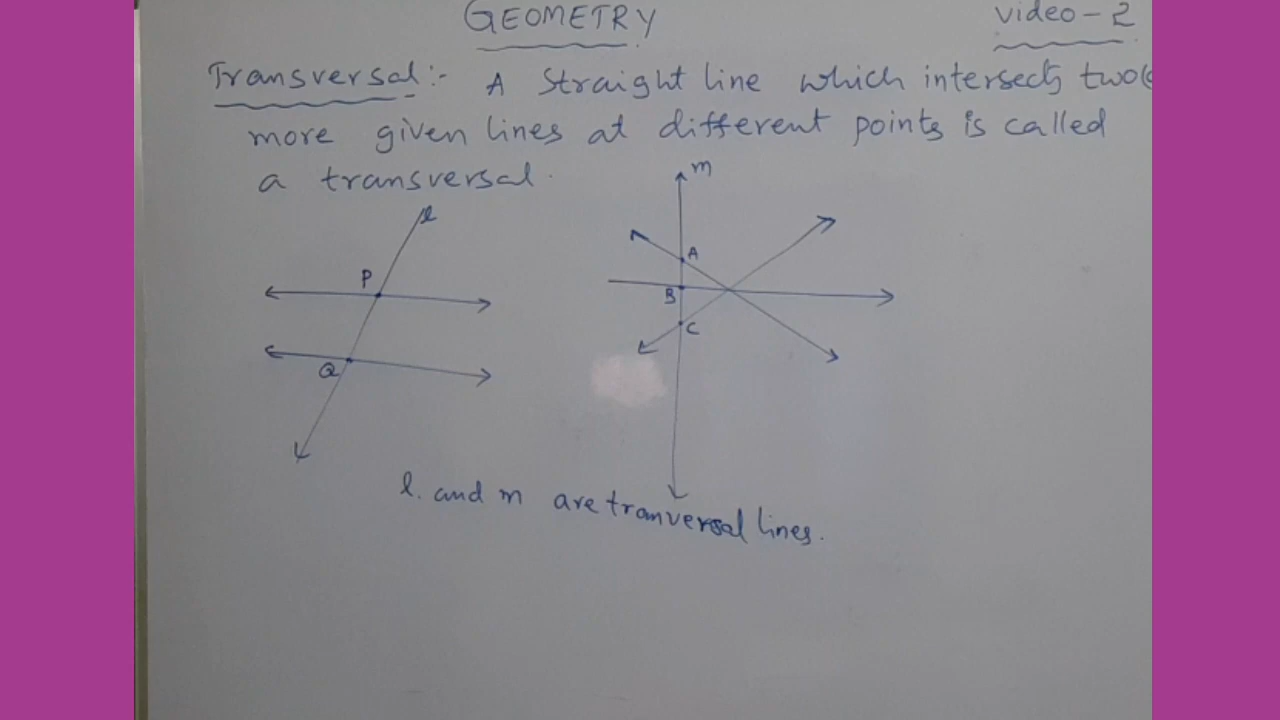 GEOMETRY
Video - 2
Transversal :- A Straight line which intersects two
more given lines at different points is called
a transversal.
m
l
A
P
B
C
Q
l. and m are tranversal lines.